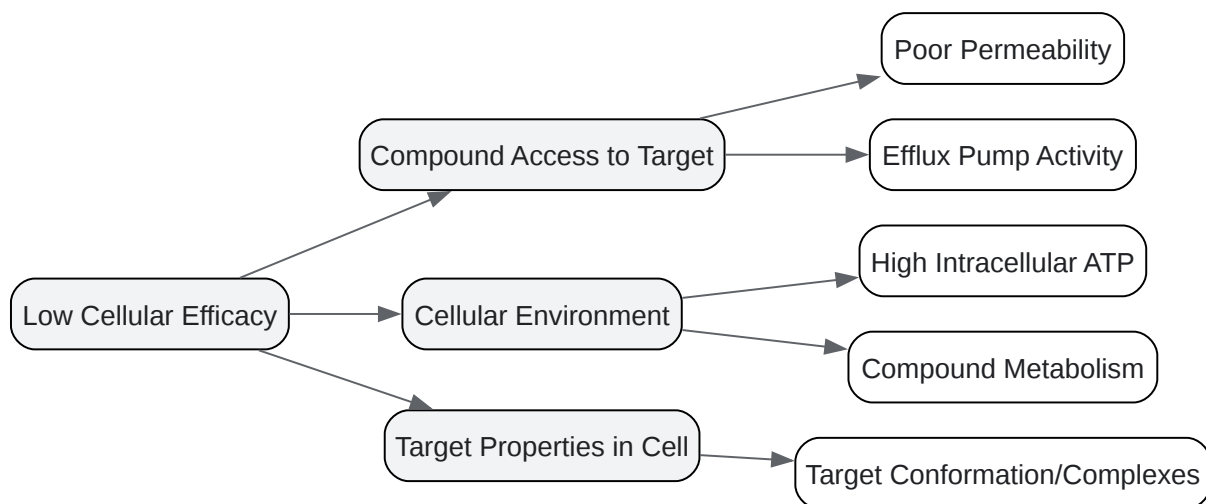 Poor Permeability
Compound Access to Target
Efflux Pump Activity
High Intracellular ATP
Low Cellular Efficacy
Cellular Environment
Compound Metabolism
Target Properties in Cell
Target Conformation/Complexes